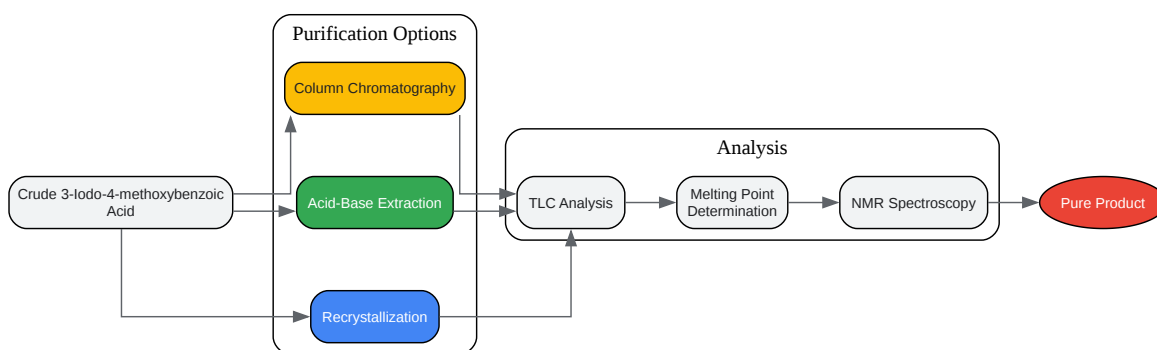 Purification Options
Column Chromatography
Analysis
Crude 3-Iodo-4-methoxybenzoic
Acid
Acid-Base Extraction
TLC Analysis
Melting Point
Determination
NMR Spectroscopy
Pure Product
Recrystallization